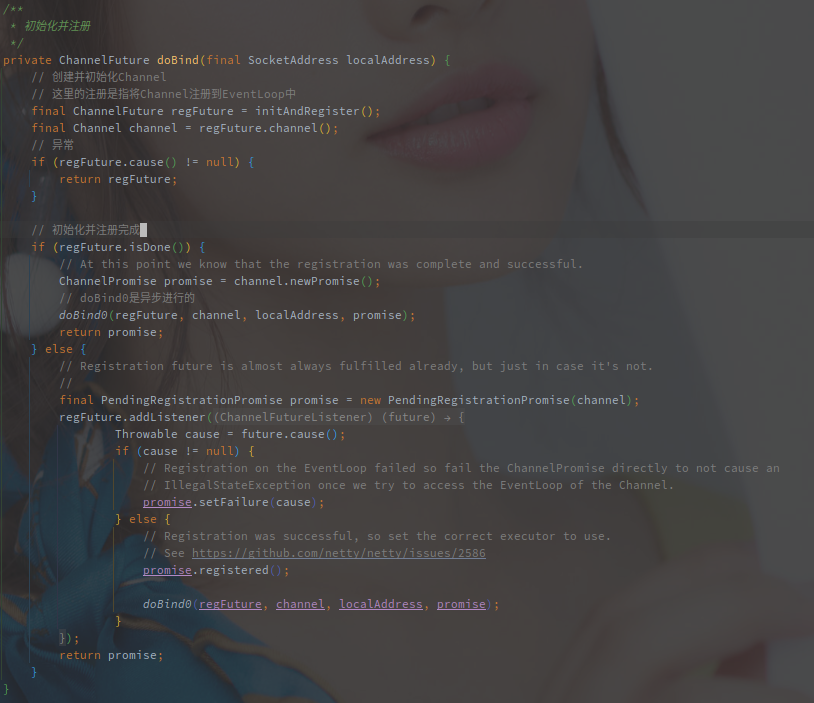 /**
 * 初始化并注册
 */
private ChannelFuture doBind(final SocketAddress localAddress) {
    // 创建并初始化Channel
    // 这里的注册是指将Channel注册到EventLoop中
    final ChannelFuture regFuture = initAndRegister();
    final Channel channel = regFuture.channel();
    // 异常
    if (regFuture.cause() != null) {
        return regFuture;
    }

    // 初始化并注册完成
    if (regFuture.isDone()) {
        // At this point we know that the registration was complete and successful.
        ChannelPromise promise = channel.newPromise();
        // doBind0是异步进行的
        doBind0(regFuture, channel, localAddress, promise);
        return promise;
    } else {
        // Registration future is almost always fulfilled already, but just in case it's not.
        //
        final PendingRegistrationPromise promise = new PendingRegistrationPromise(channel);
        regFuture.addListener((ChannelFutureListener) (future) → {
                Throwable cause = future.cause();
                if (cause != null) {
                    // Registration on the EventLoop failed so fail the ChannelPromise directly to not cause an
                    // IllegalStateException once we try to access the EventLoop of the Channel.
                    promise.setFailure(cause);
                } else {
                    // Registration was successful, so set the correct executor to use.
                    // See https://github.com/netty/netty/issues/2586
                    promise.registered();

                    doBind0(regFuture, channel, localAddress, promise);
                }
        });
        return promise;
    }
}